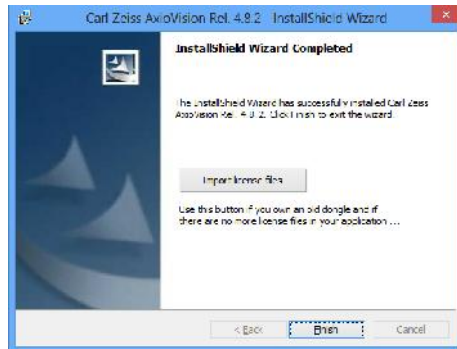 Carl Zeiss AxioVision Rel. 4.8.2 - InstallShield Wizard
InstallShield Wizard Completed
The InstallShield Wizard has successfully installed Carl Zeiss
AxioVision Rel. 4.8.2. Click Finish to exit the wizard.
Import license files
Use this button if you own an old dongle and if
there are no more license files in your application ...
< Back
Finish
Cancel